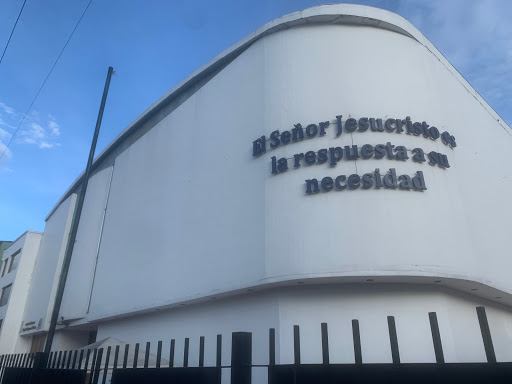 El Señor Jesucristo es
la respuesta a su
necesidad